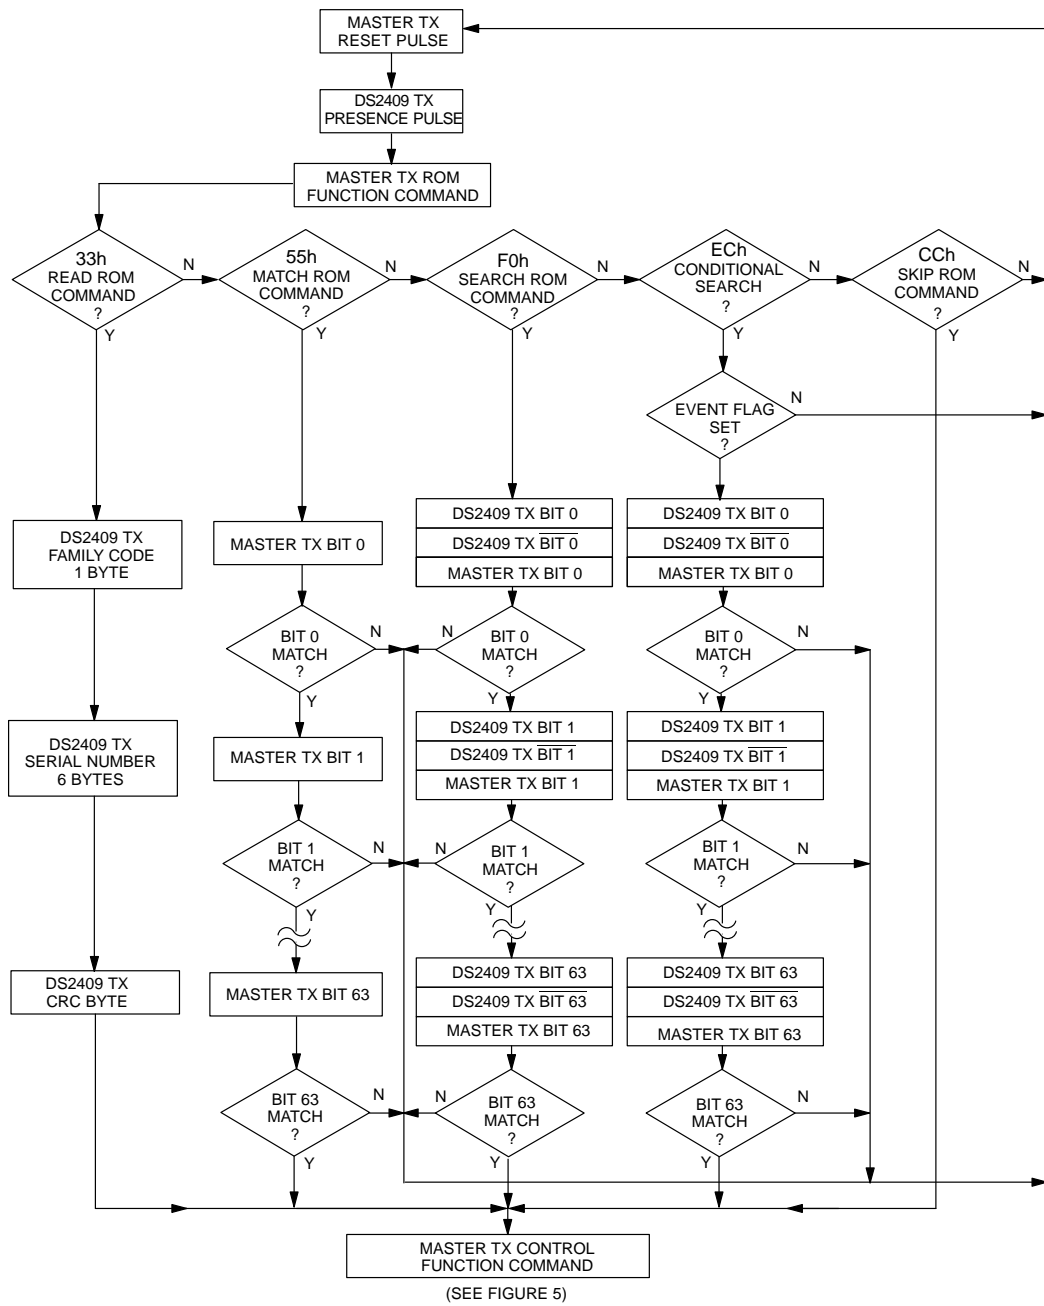 MASTER TX
RESET PULSE
DS2409 TX
PRESENCE PULSE
MASTER TX ROM
FUNCTION COMMAND
33h
READ ROM
COMMAND
?
N
Y
55h
MATCH ROM
COMMAND
?
N
Y
F0h
SEARCH ROM
COMMAND
?
N
Y
ECh
CONDITIONAL
SEARCH
?
N
Y
CCh
SKIP ROM
COMMAND
?
N
Y
EVENT FLAG
SET
?
N
DS2409 TX
FAMILY CODE
1 BYTE
DS2409 TX
SERIAL NUMBER
6 BYTES
DS2409 TX
CRC BYTE
MASTER TX BIT 0
BIT 0
MATCH
?
N
Y
MASTER TX BIT 1
BIT 1
MATCH
?
N
Y
MASTER TX BIT 63
BIT 63
MATCH
?
N
Y
DS2409 TX BIT 0
DS2409 TX BIT 0
MASTER TX BIT 0
BIT 0
MATCH
?
N
Y
DS2409 TX BIT 1
DS2409 TX BIT 1
MASTER TX BIT 1
BIT 1
MATCH
?
N
Y
DS2409 TX BIT 63
DS2409 TX BIT 63
MASTER TX BIT 63
BIT 63
MATCH
?
N
Y
DS2409 TX BIT 0
DS2409 TX BIT 0
MASTER TX BIT 0
BIT 0
MATCH
?
N
Y
DS2409 TX BIT 1
DS2409 TX BIT 1
MASTER TX BIT 1
BIT 1
MATCH
?
N
Y
DS2409 TX BIT 63
DS2409 TX BIT 63
MASTER TX BIT 63
BIT 63
MATCH
?
N
Y
MASTER TX CONTROL
FUNCTION COMMAND
(SEE FIGURE 5)